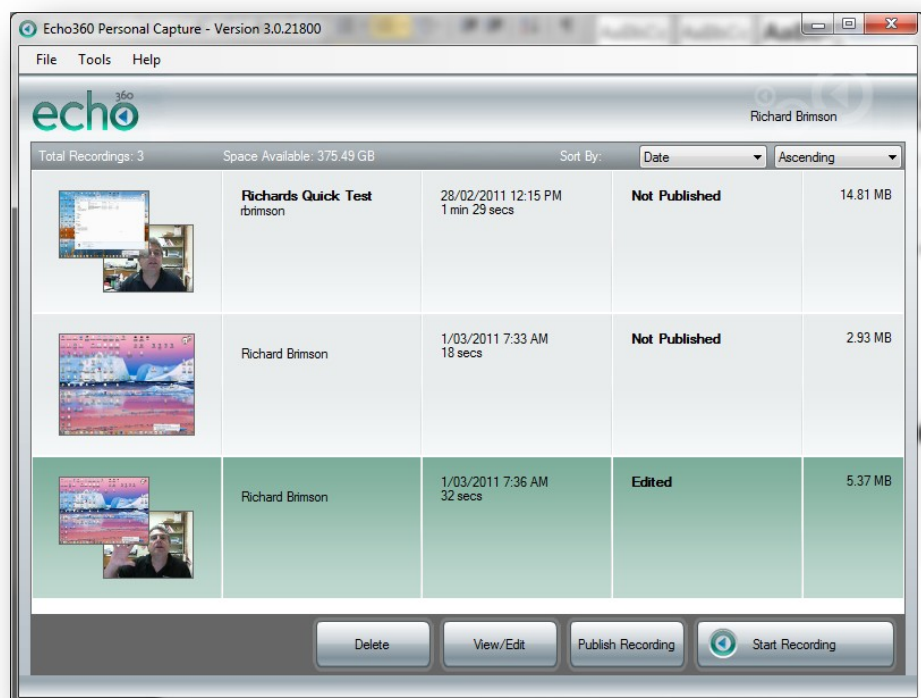 Echo360 Personal Capture - Version 3.0.21800
File Tools Help
echo360
Richard Brimson
Total Recordings: 3 Space Available: 375.49 GB Sort By: Date Ascending
Richards Quick Test 28/02/2011 12:15 PM Not Published 14.81 MB
rbrimson 1 min 29 secs
1/03/2011 7:33 AM Not Published 2.93 MB
Richard Brimson 18 secs
1/03/2011 7:36 AM Edited 5.37 MB
Richard Brimson 32 secs
Delete View/Edit Publish Recording Start Recording